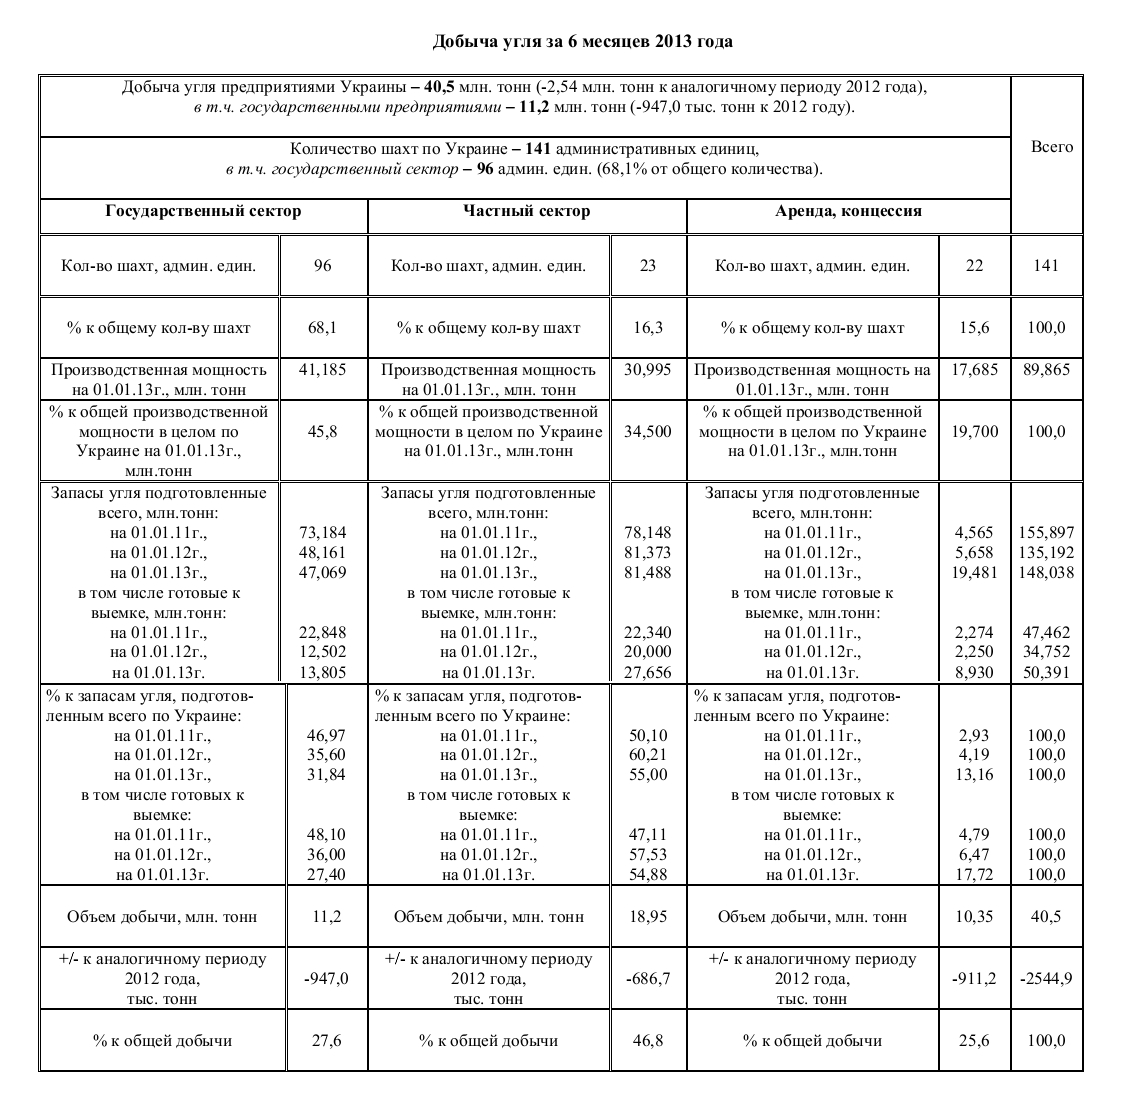 Добыча угля за 6 месяцев 2013 года
Добыча угля предприятиями Украины – 40,5 млн. тонн (-2,54 млн. тонн к аналогичному периоду 2012 года),
в т.ч. государственными предприятиями – 11,2 млн. тонн (-947,0 тыс. тонн к 2012 году).
Всего
Количество шахт по Украине – 141 административных единиц,
в т.ч. государственный сектор – 96 админ. един. (68,1% от общего количества).
Государственный сектор Частный сектор Аренда, концессия
Кол-во шахт, админ. един. 96 Кол-во шахт, админ. един. 23 Кол-во шахт, админ. един. 22 141
% к общему кол-ву шахт 68,1 % к общему кол-ву шахт 16,3 % к общему кол-ву шахт 15,6 100,0
Производственная мощность 41,185 Производственная мощность 30,995 Производственная мощность на 17,685 89,865
на 01.01.13г., млн. тонн на 01.01.13г., млн. тонн 01.01.13г., млн. тонн
% к общей производственной % к общей производственной % к общей производственной
мощности в целом по 45,8 мощности в целом по Украине 34,500 мощности в целом по Украине 19,700 100,0
Украине на 01.01.13г., на 01.01.13г., млн.тонн на 01.01.13г., млн.тонн
млн.тонн
Запасы угля подготовленные Запасы угля подготовленные Запасы угля подготовленные
всего, млн.тонн: всего, млн.тонн: всего, млн.тонн:
на 01.01.11г., 73,184 на 01.01.11г., 78,148 на 01.01.11г., 4,565 155,897
на 01.01.12г., 48,161 на 01.01.12г., 81,373 на 01.01.12г., 5,658 135,192
на 01.01.13г., 47,069 на 01.01.13г., 81,488 на 01.01.13г., 19,481 148,038
в том числе готовые к в том числе готовые к в том числе готовые к
выемке, млн.тонн: выемке, млн.тонн: выемке, млн.тонн:
на 01.01.11г., 22,848 на 01.01.11г., 22,340 на 01.01.11г., 2,274 47,462
на 01.01.12г., 12,502 на 01.01.12г., 20,000 на 01.01.12г., 2,250 34,752
на 01.01.13г. 13,805 на 01.01.13г. 27,656 на 01.01.13г. 8,930 50,391
% к запасам угля, подготов- % к запасам угля, подготов- % к запасам угля, подготов-
ленным всего по Украине: ленным всего по Украине: ленным всего по Украине:
на 01.01.11г., 46,97 на 01.01.11г., 50,10 на 01.01.11г., 2,93 100,0
на 01.01.12г., 35,60 на 01.01.12г., 60,21 на 01.01.12г., 4,19 100,0
на 01.01.13г., 31,84 на 01.01.13г., 55,00 на 01.01.13г., 13,16 100,0
в том числе готовых к в том числе готовых к в том числе готовых к
выемке: выемке: выемке:
на 01.01.11г., 48,10 на 01.01.11г., 47,11 на 01.01.11г., 4,79 100,0
на 01.01.12г., 36,00 на 01.01.12г., 57,53 на 01.01.12г., 6,47 100,0
на 01.01.13г. 27,40 на 01.01.13г. 54,88 на 01.01.13г. 17,72 100,0
Объем добычи, млн. тонн 11,2 Объем добычи, млн. тонн 18,95 Объем добычи, млн. тонн 10,35 40,5
+/- к аналогичному периоду +/- к аналогичному периоду +/- к аналогичному периоду
2012 года, -947,0 2012 года, -686,7 2012 года, -911,2 -2544,9
тыс. тонн тыс. тонн тыс. тонн
% к общей добычи 27,6 % к общей добычи 46,8 % к общей добычи 25,6 100,0